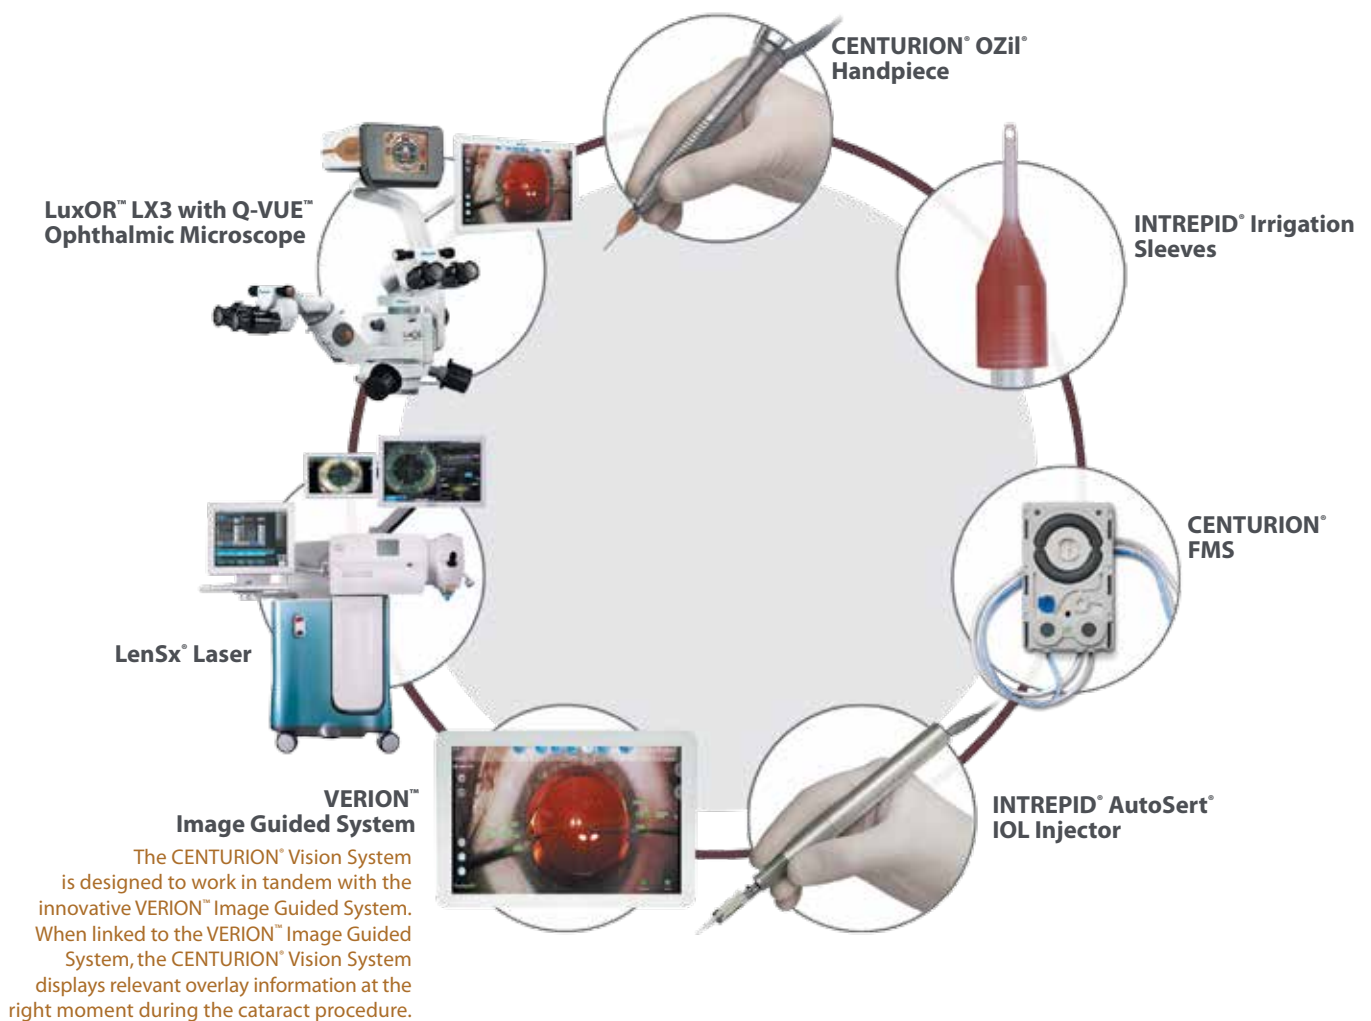 CENTURION® OZil®
Handpiece
LuxOR™ LX3 with Q-VUE™
Ophthalmic Microscope
INTREPID® Irrigation
Sleeves
CENTURION®
FMS
LenSx® Laser
VERION™
Image Guided System
The CENTURION® Vision System
is designed to work in tandem with the
innovative VERION™ Image Guided System.
When linked to the VERION™ Image Guided
System, the CENTURION® Vision System
displays relevant overlay information at the
right moment during the cataract procedure.
INTREPID® AutoSert®
IOL Injector